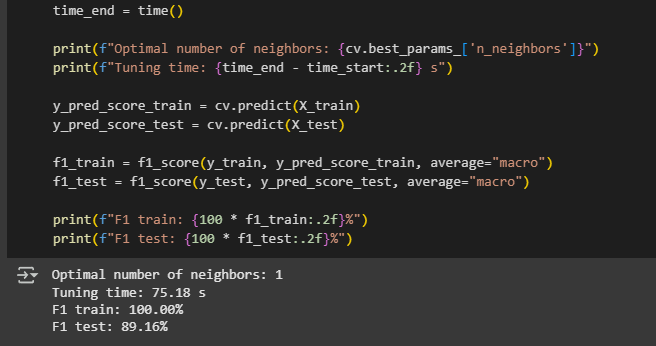 time_end = time()
print(f"Optimal number of neighbors: {cv.best_params_['n_neighbors']}")
print(f"Tuning time: {time_end - time_start:.2f} s")
y_pred_score_train = cv.predict(X_train)
y_pred_score_test = cv.predict(X_test)
f1_train = f1_score(y_train, y_pred_score_train, average="macro")
f1_test = f1_score(y_test, y_pred_score_test, average="macro")
print(f"F1 train: {100 * f1_train:.2f}%")
print(f"F1 test: {100 * f1_test:.2f}%")
Optimal number of neighbors: 1
Tuning time: 75.18 s
F1 train: 100.00%
F1 test: 89.16%